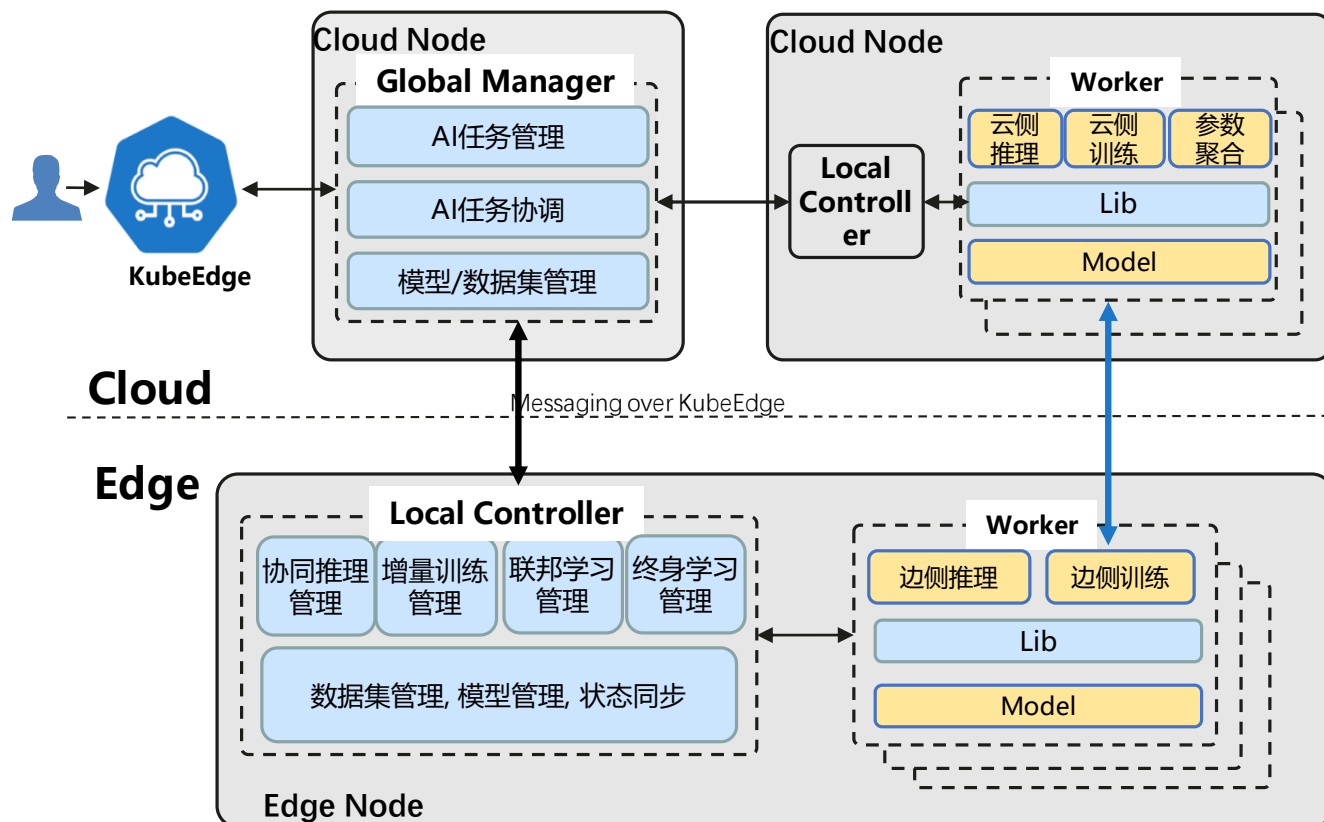 Cloud Node
Global Manager
AI任务管理
AI任务协调
模型/数据集管理
KubeEdge
Cloud Node
Worker
云侧
推理
云侧
训练
参数
聚合
Local
Controll
er
Lib
Model
Cloud
Messaging over KubeEdge
Edge
Local Controller
协同推理
管理
增量训练
管理
联邦学习
管理
终身学习
管理
数据集管理, 模型管理, 状态同步
Worker
边侧推理
边侧训练
Lib
Model
Edge Node